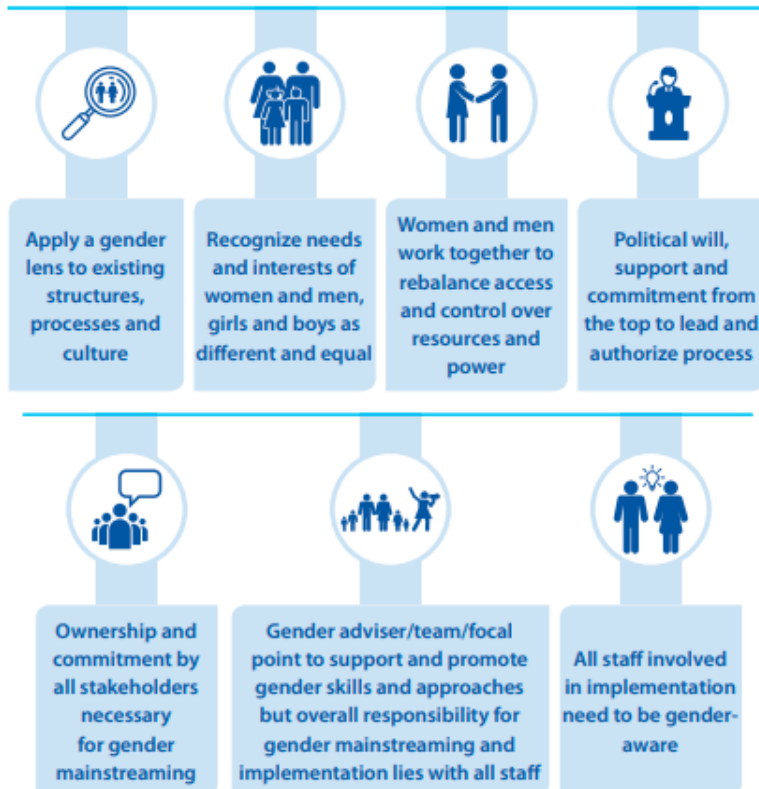 Apply a gender
lens to existing
structures,
processes and
culture
Recognize needs
and interests of
women and men,
girls and boys as
different and equal
Women and men
work together to
rebalance access
and control over
resources and
power
Political will,
support and
commitment from
the top to lead and
authorize process
Ownership and
commitment by
all stakeholders
necessary
for gender
mainstreaming
Gender adviser/team/focal
point to support and promote
gender skills and approaches
but overall responsibility for
gender mainstreaming and
implementation lies with all staff
All staff involved
in implementation
need to be gender-
aware